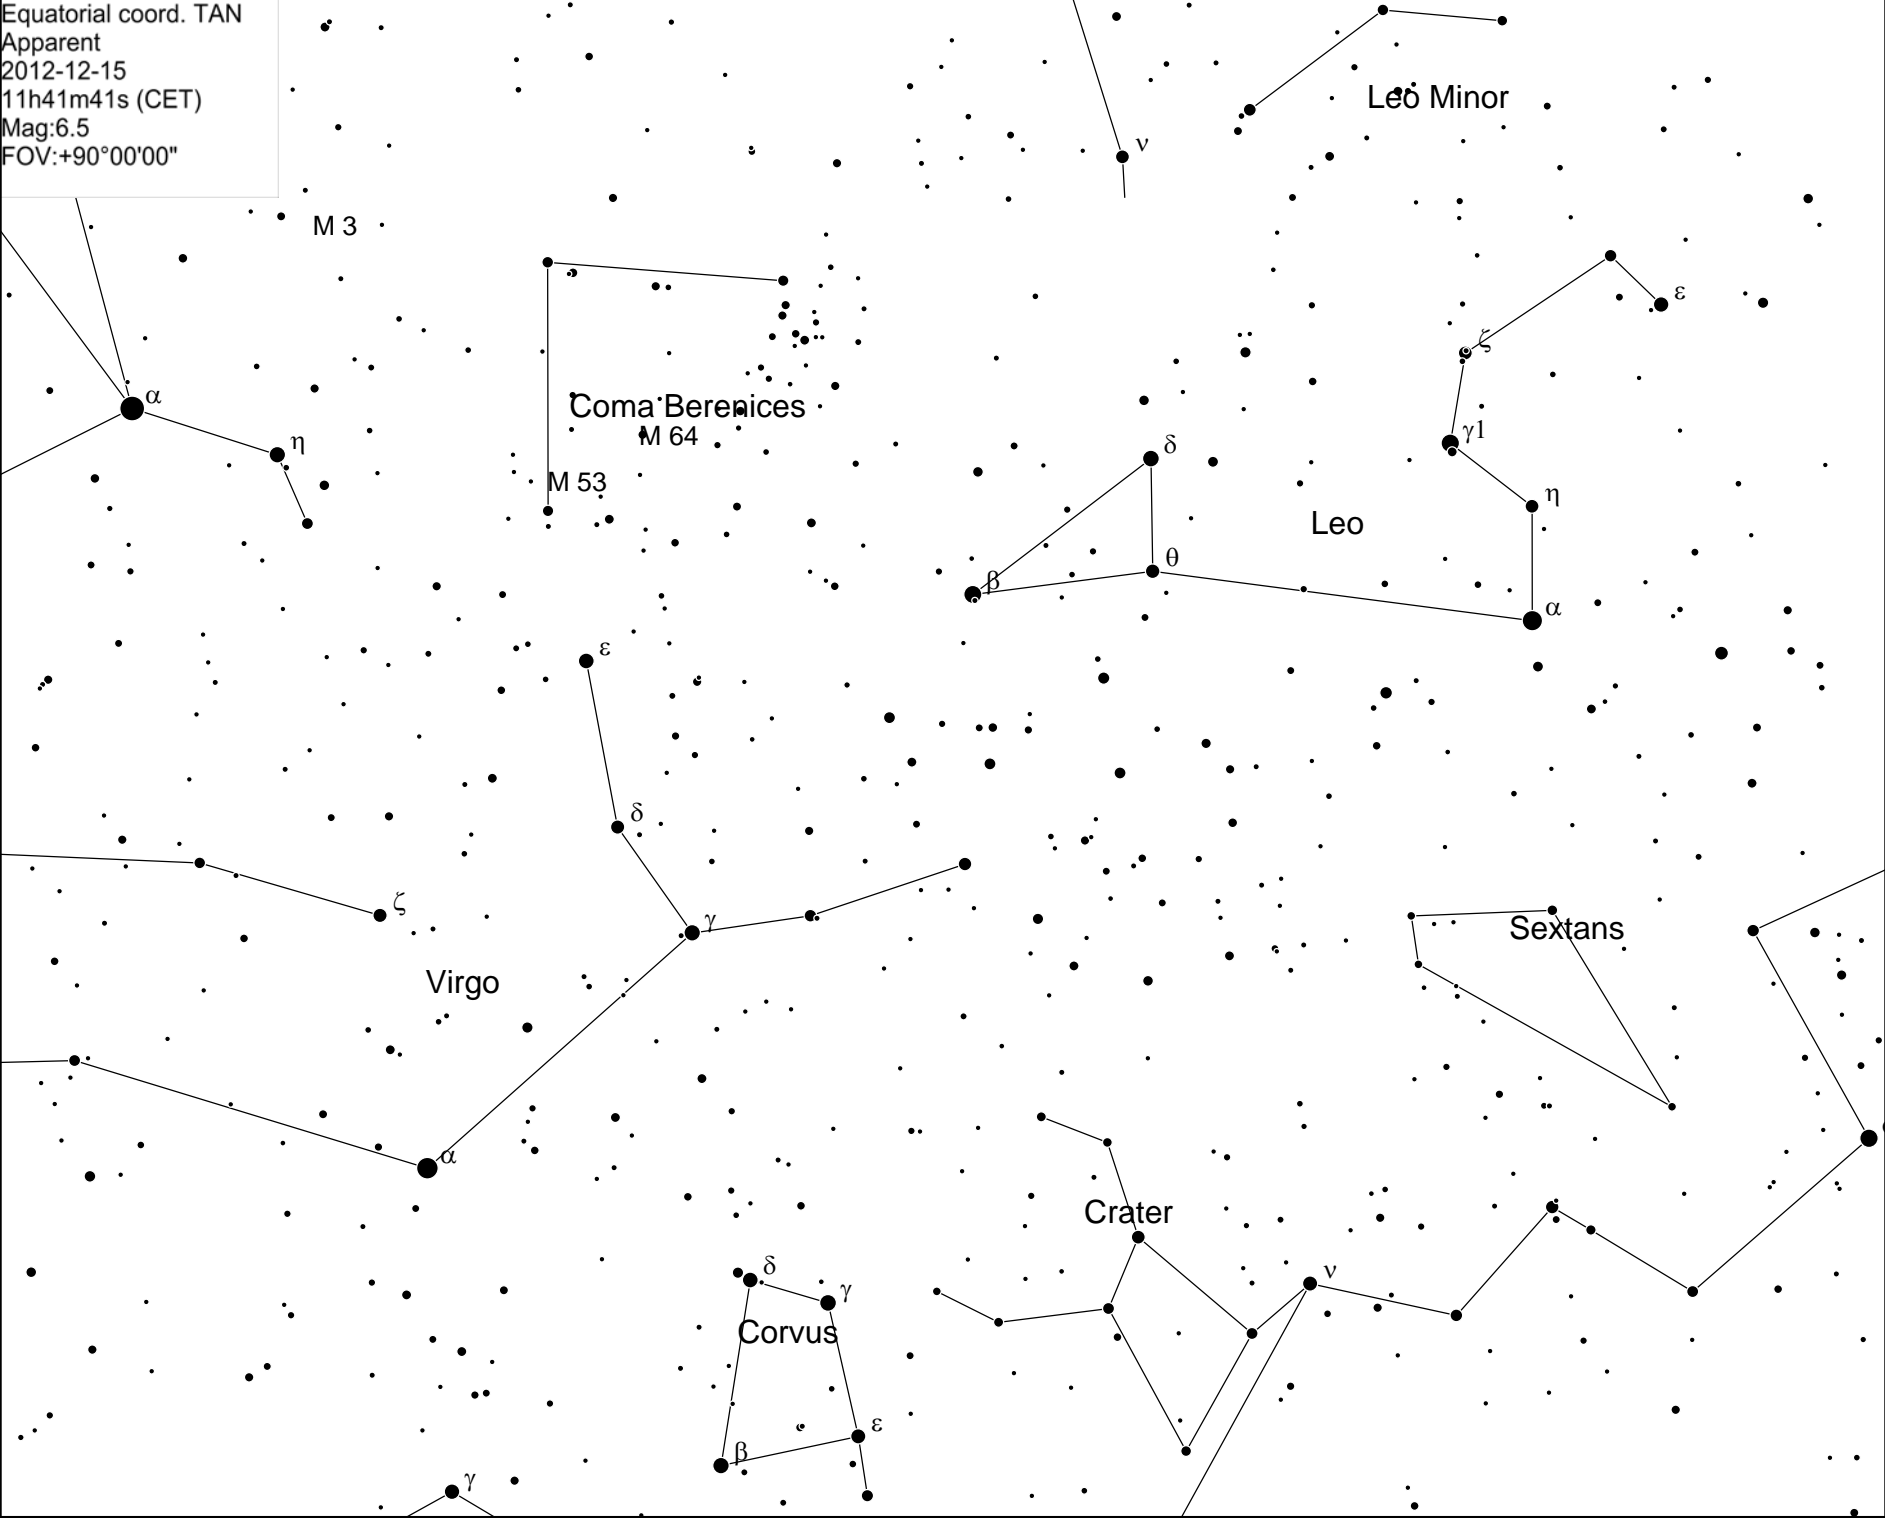 Equatorial coord. TAN
Apparent
2012-12-15
11h41m41s (CET)
Mag:6.5
FOV:+90°00'00"
Leo Minor
ν
M 3
ε
ζ
α
Coma Berenices
γ1
M 64
η
δ
M 53
η
Leo
θ
β
α
ε
δ
ζ
γ
Sextans
Virgo
α
Crater
δ
ν
γ
Corvus
ε
β
γ